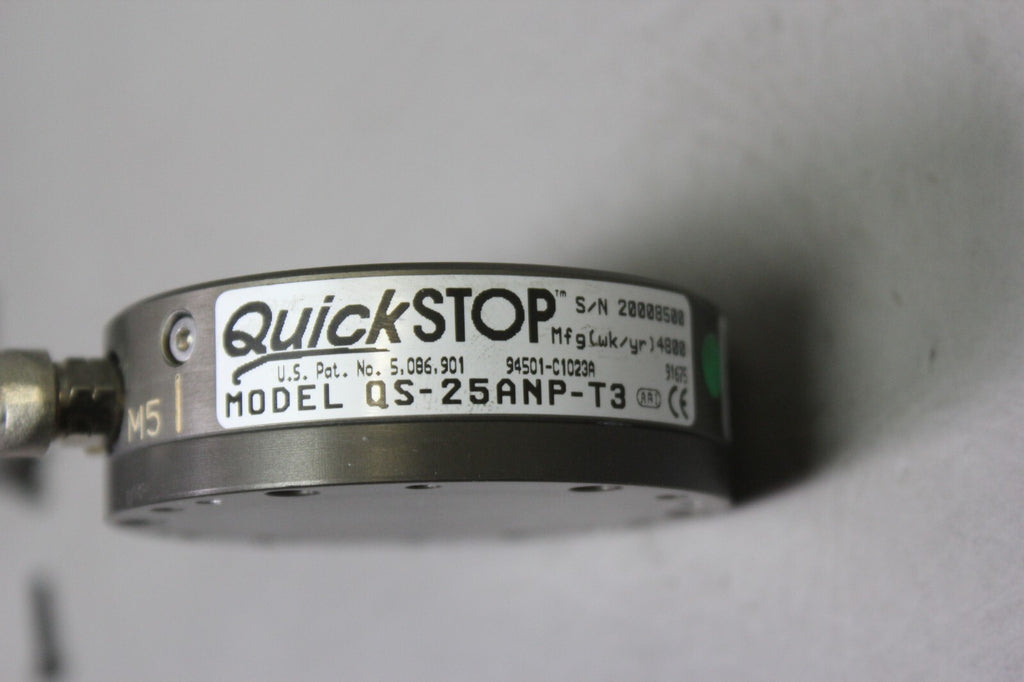 QuickSTOP™ S/N 20008500
Mfg(wk/yr)4800
U.S. Pat. No. 5,086,901 94501-C1023A 91675
MODEL QS-25ANP-T3 CE
M5